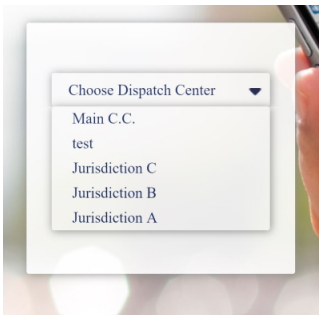 Choose Dispatch Center
Main C.C.
test
Jurisdiction C
Jurisdiction B
Jurisdiction A